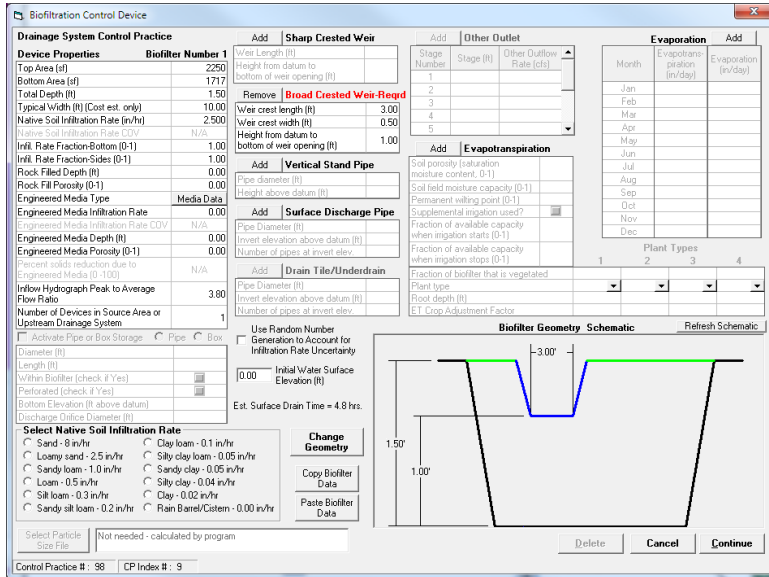 Biofiltration Control Device
Drainage System Control Practice
Device Properties Biofilter Number 1
Top Area (sf) 2250
Bottom Area (sf) 1717
Total Depth (ft) 1.50
Typical Width (ft) (Cost est. only) 10.00
Native Soil Infiltration Rate (in/hr) 2.500
Native Soil Infiltration Rate COV N/A
Infil. Rate Fraction-Bottom (0-1) 1.00
Infil. Rate Fraction-Sides (0-1) 1.00
Rock Filled Depth (ft) 0.00
Rock Fill Porosity (0-1) 0.00
Engineered Media Type Media Data
Engineered Media Infiltration Rate 0.00
Engineered Media Infiltration Rate COV N/A
Engineered Media Depth (ft) 0.00
Engineered Media Porosity (0-1) 0.00
Percent solids reduction due to
Engineered Media (0 -100) N/A
Inflow Hydrograph Peak to Average
Flow Ratio 3.80
Number of Devices in Source Area or
Upstream Drainage System 1
Activate Pipe or Box Storage Pipe Box
Diameter (ft)
Length (ft)
Within Biofilter (check if Yes)
Perforated (check if Yes)
Bottom Elevation (ft above datum)
Discharge Orifice Diameter (ft)
Select Native Soil Infiltration Rate
Sand - 8 in/hr Clay loam - 0.1 in/hr
Loamy sand - 2.5 in/hr Silty clay loam - 0.05 in/hr
Sandy loam - 1.0 in/hr Sandy clay - 0.05 in/hr
Loam - 0.5 in/hr Silty clay - 0.04 in/hr
Silt loam - 0.3 in/hr Clay - 0.02 in/hr
Sandy silt loam - 0.2 in/hr Rain Barrel/Cistern - 0.00 in/hr
Select Particle
Size File
Not needed - calculated by program
Control Practice # : 98 CP Index # : 9
Add Sharp Crested Weir
Weir Length (ft)
Height from datum to
bottom of weir opening (ft)
Remove Broad Crested Weir-Reqrd
Weir crest length (ft) 3.00
Weir crest width (ft) 0.50
Height from datum to
bottom of weir opening (ft) 1.00
Add Vertical Stand Pipe
Pipe diameter (ft)
Height above datum (ft)
Add Surface Discharge Pipe
Pipe Diameter (ft)
Invert elevation above datum (ft)
Number of pipes at invert elev.
Add Drain Tile/Underdrain
Pipe Diameter (ft)
Invert elevation above datum (ft)
Number of pipes at invert elev.
Use Random Number
Generation to Account for
Infiltration Rate Uncertainty
0.00 Initial Water Surface
Elevation (ft)
Est. Surface Drain Time = 4.8 hrs.
Change
Geometry
Copy Biofilter
Data
Paste Biofilter
Data
Add Other Outlet
Stage
Number Stage (ft) Other Outflow
Rate (cfs)
1
2
3
4
5
Add Evapotranspiration
Soil porosity (saturation
moisture content, 0-1)
Soil field moisture capacity (0-1)
Permanent wilting point (0-1)
Supplemental irrigation used?
Fraction of available capacity
when irrigation starts (0-1)
Fraction of available capacity
when irrigation stops (0-1)
Fraction of biofilter that is vegetated
Plant type
Root depth (ft)
ET Crop Adjustment Factor
Evaporation Add
Month Evapotrans-
piration
(in/day) Evaporation
(in/day)
Jan
Feb
Mar
Apr
May
Jun
Jul
Aug
Sep
Oct
Nov
Dec
Plant Types
1 2 3 4
Biofilter Geometry Schematic Refresh Schematic
3.00'
1.50'
1.00'
Delete Cancel Continue